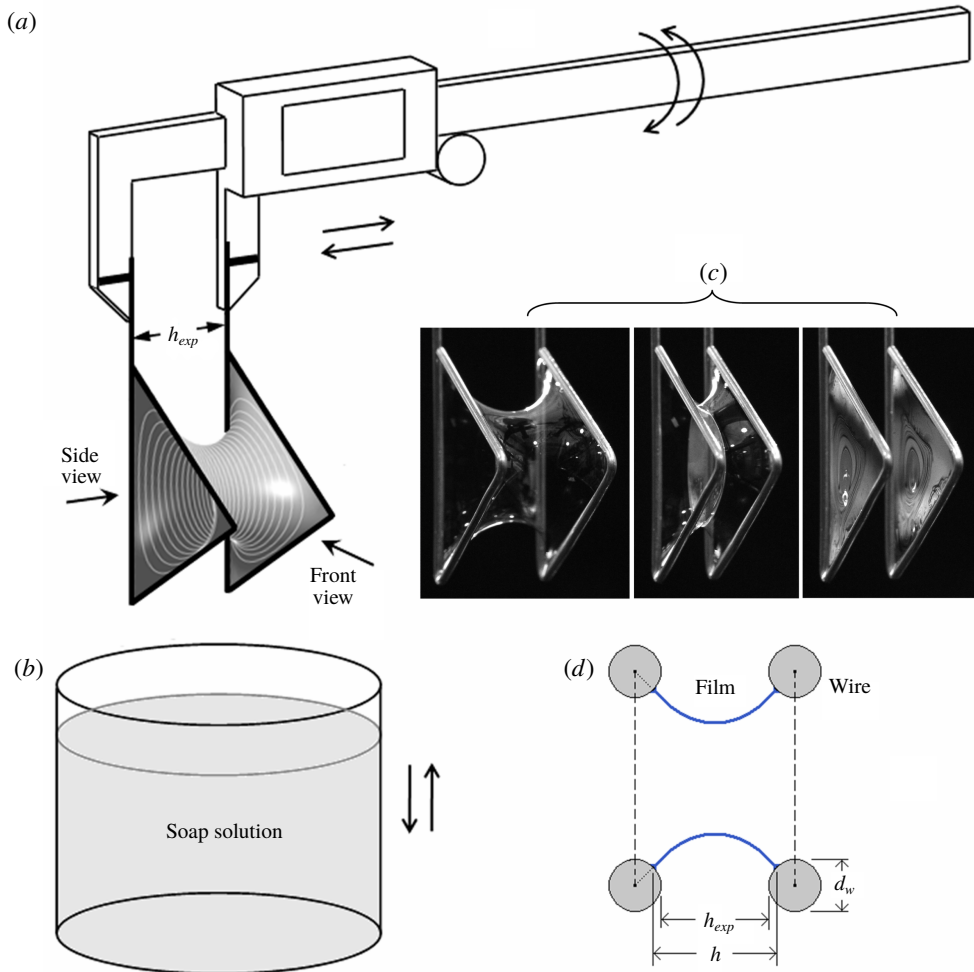 (a)
(c)
h_exp
Side
view
Front
view
(b)
Soap solution
(d)
Film
Wire
d_w
h_exp
h